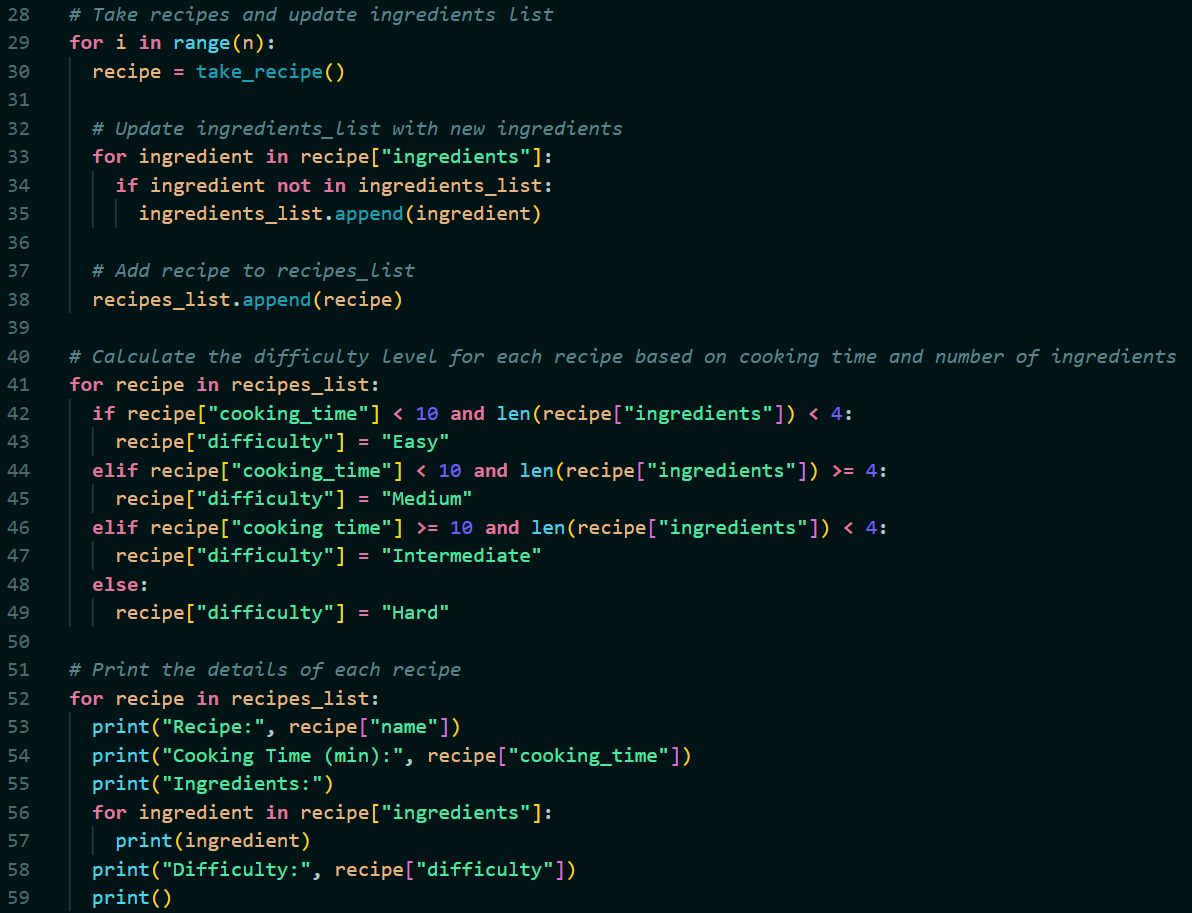 28 # Take recipes and update ingredients list
29 for i in range(n):
30   recipe = take_recipe()
31
32   # Update ingredients_list with new ingredients
33   for ingredient in recipe["ingredients"]:
34     if ingredient not in ingredients_list:
35       ingredients_list.append(ingredient)
36
37   # Add recipe to recipes_list
38   recipes_list.append(recipe)
39
40 # Calculate the difficulty level for each recipe based on cooking time and number of ingredients
41 for recipe in recipes_list:
42   if recipe["cooking_time"] < 10 and len(recipe["ingredients"]) < 4:
43     recipe["difficulty"] = "Easy"
44   elif recipe["cooking_time"] < 10 and len(recipe["ingredients"]) >= 4:
45     recipe["difficulty"] = "Medium"
46   elif recipe["cooking time"] >= 10 and len(recipe["ingredients"]) < 4:
47     recipe["difficulty"] = "Intermediate"
48   else:
49     recipe["difficulty"] = "Hard"
50
51 # Print the details of each recipe
52 for recipe in recipes_list:
53   print("Recipe:", recipe["name"])
54   print("Cooking Time (min):", recipe["cooking_time"])
55   print("Ingredients:")
56   for ingredient in recipe["ingredients"]:
57     print(ingredient)
58   print("Difficulty:", recipe["difficulty"])
59   print()